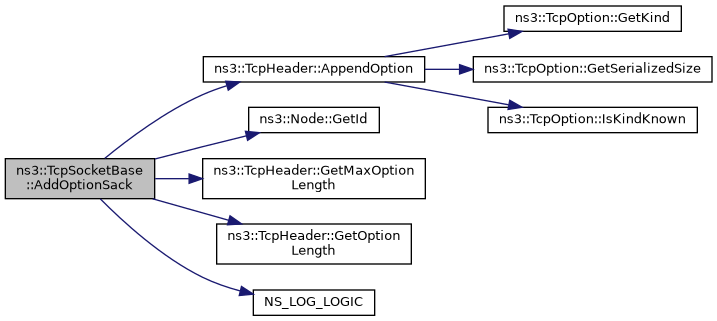 ns3::TcpSocketBase
::AddOptionSack
ns3::TcpHeader::AppendOption
ns3::TcpOption::GetKind
ns3::TcpOption::GetSerializedSize
ns3::TcpOption::IsKindKnown
ns3::Node::GetId
ns3::TcpHeader::GetMaxOption
Length
ns3::TcpHeader::GetOption
Length
NS_LOG_LOGIC